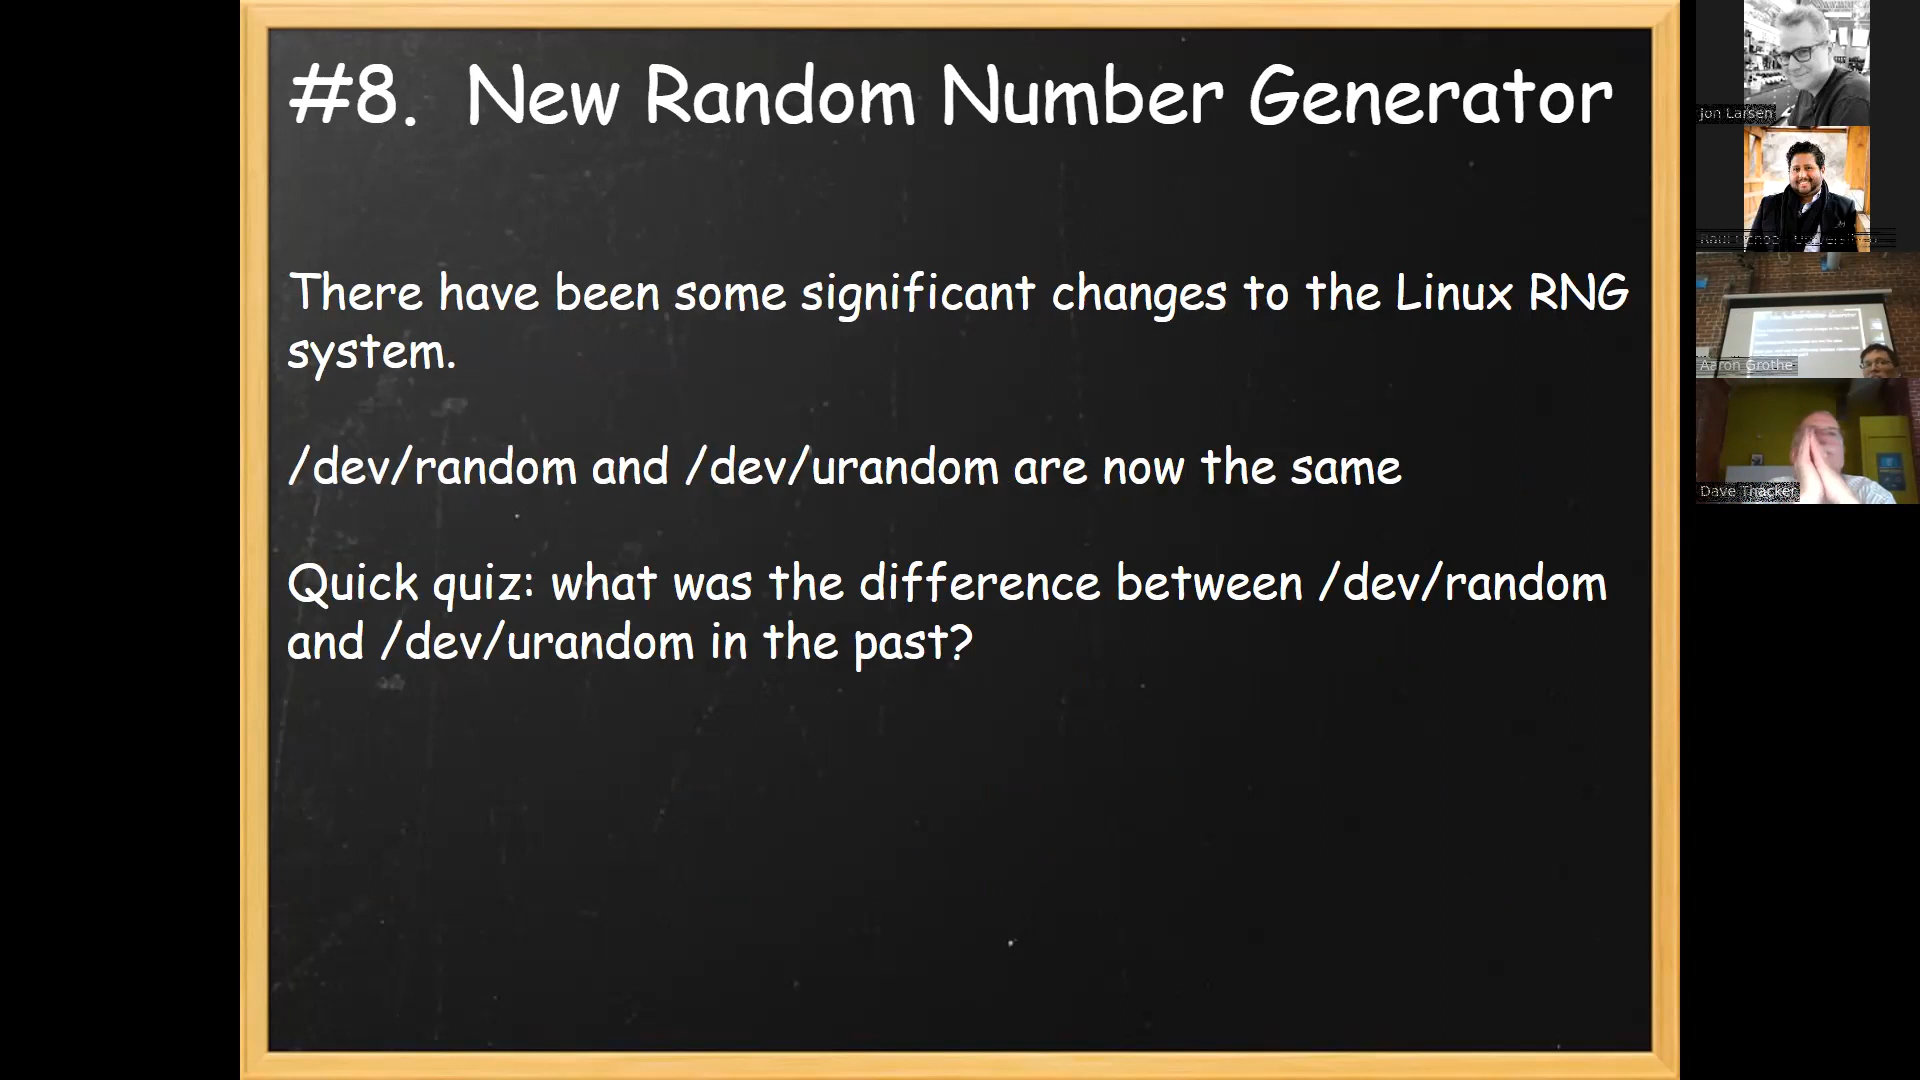 #8. New Random Number Generator
There have been some significant changes to the Linux RNG
system.
/dev/random and /dev/urandom are now the same
Quick quiz: what was the difference between /dev/random
and /dev/urandom in the past?
Jon Larsen
Aaron Grothe
Dave Thacker